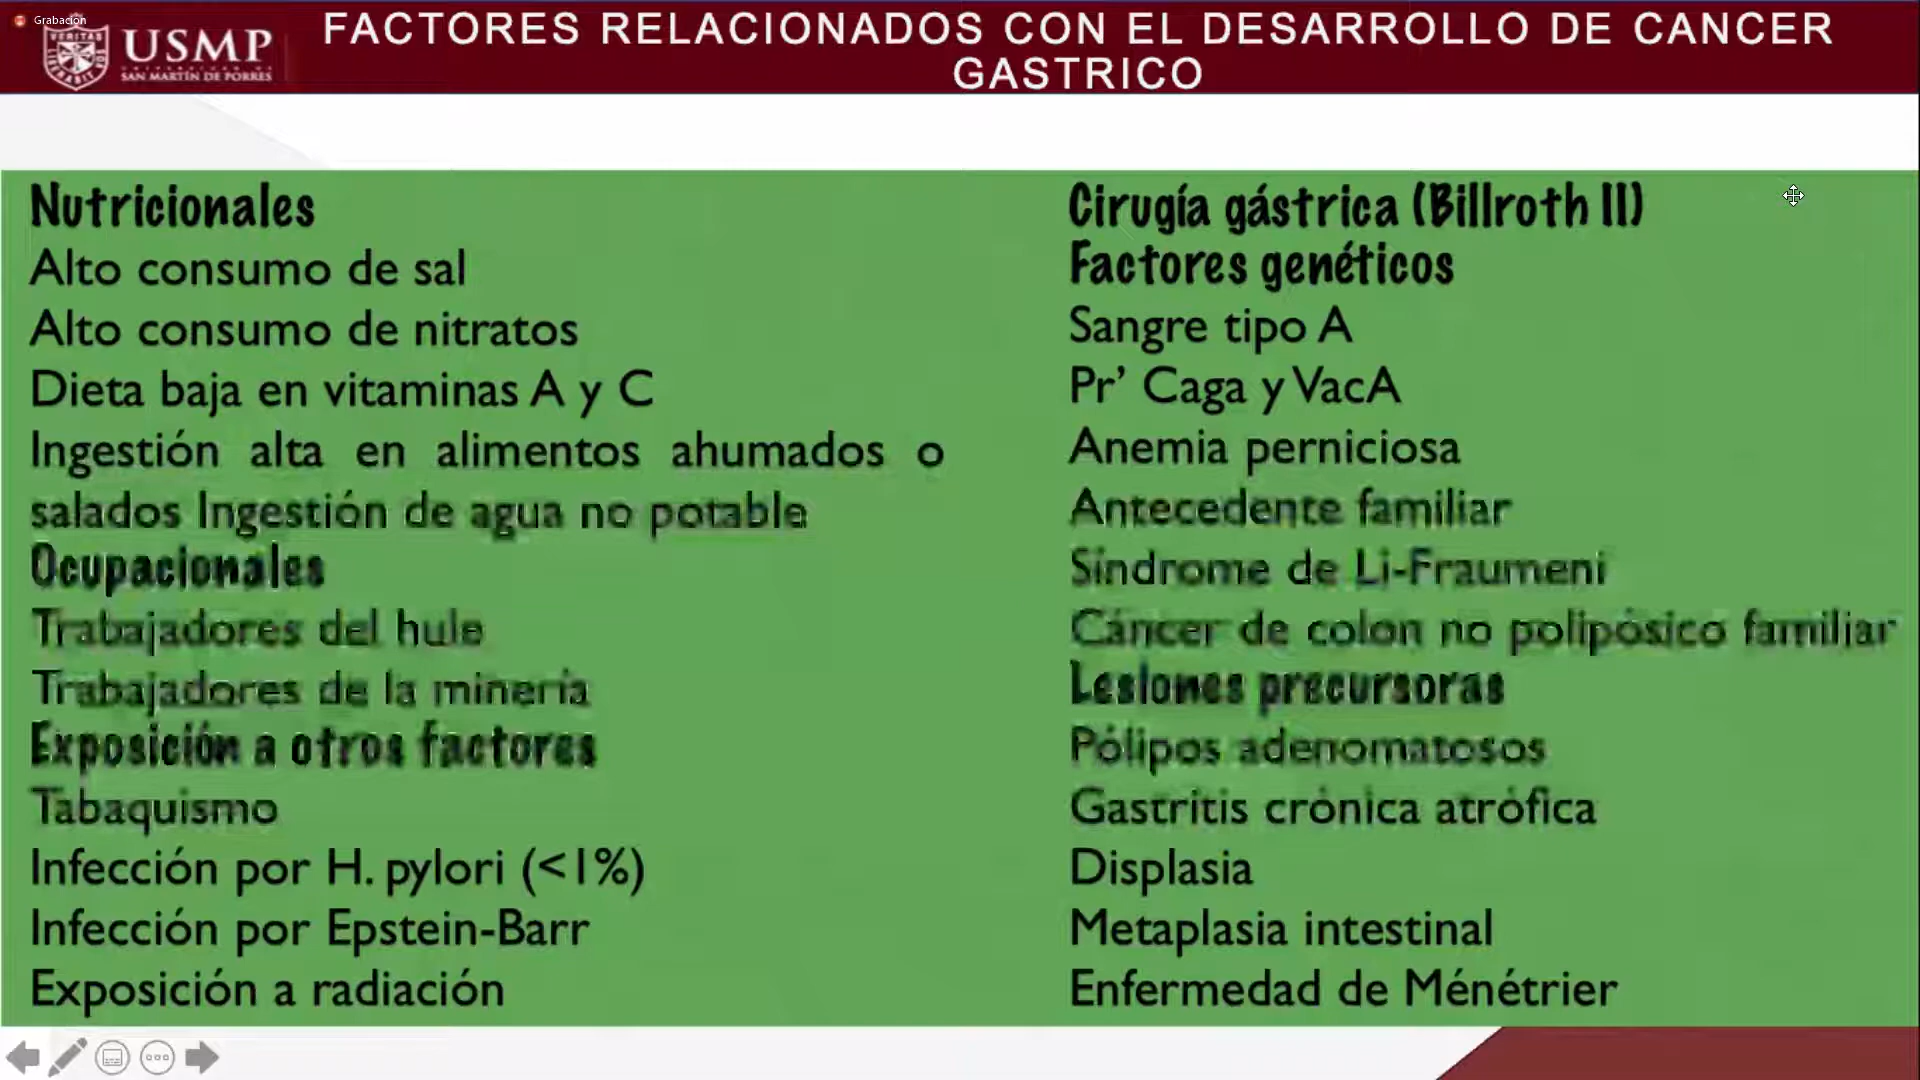 Grabación
USMP
SAN MARTÍN DE PORRES
FACTORES RELACIONADOS CON EL DESARROLLO DE CANCER
GASTRICO
Nutricionales
Alto consumo de sal
Alto consumo de nitratos
Dieta baja en vitaminas A y C
Ingestión alta en alimentos ahumados o
salados Ingestión de agua no potable
Ocupacionales
Trabajadores del hule
Trabajadores de la minería
Exposición a otros factores
Tabaquismo
Infección por H. pylori (<1%)
Infección por Epstein-Barr
Exposición a radiación
Cirugía gástrica (Billroth II)
Factores genéticos
Sangre tipo A
Pr’ Caga y VacA
Anemia perniciosa
Antecedente familiar
Síndrome de Li-Fraumeni
Cáncer de colon no polipósico familiar
Lesiones precursoras
Pólipos adenomatosos
Gastritis crónica atrófica
Displasia
Metaplasia intestinal
Enfermedad de Ménétrier